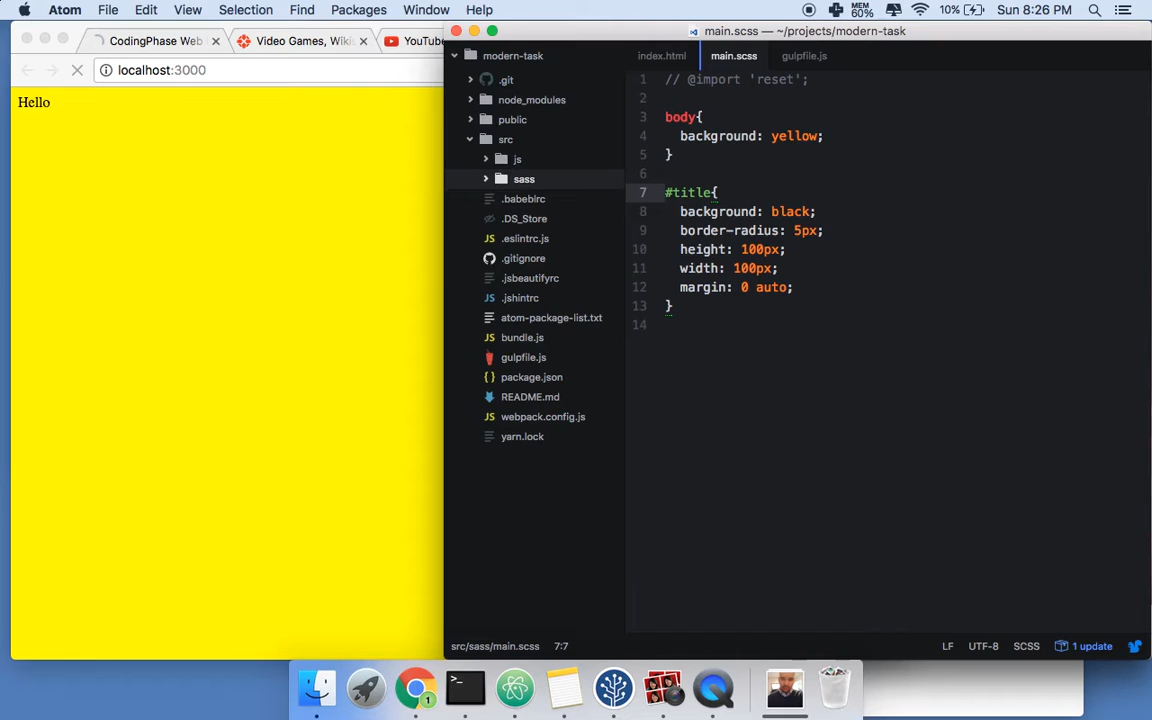 Atom File Edit View Selection Find Packages Window Help MEM 60% 10% Sun 8:26 PM
CodingPhase Web
Video Games, Wiki
YouTube
localhost:3000
Hello
main.scss — ~/projects/modern-task
modern-task
.git
node_modules
public
src
js
sass
.babelrc
.DS_Store
.eslintrc.js
.gitignore
.jsbeautifyrc
.jshintrc
atom-package-list.txt
bundle.js
gulpfile.js
package.json
README.md
webpack.config.js
yarn.lock
index.html main.scss gulpfile.js
1 // @import 'reset';
2
3 body{
4 background: yellow;
5 }
6
7 #title{
8 background: black;
9 border-radius: 5px;
10 height: 100px;
11 width: 100px;
12 margin: 0 auto;
13 }
14
src/sass/main.scss 7:7 LF UTF-8 SCSS 1 update
1